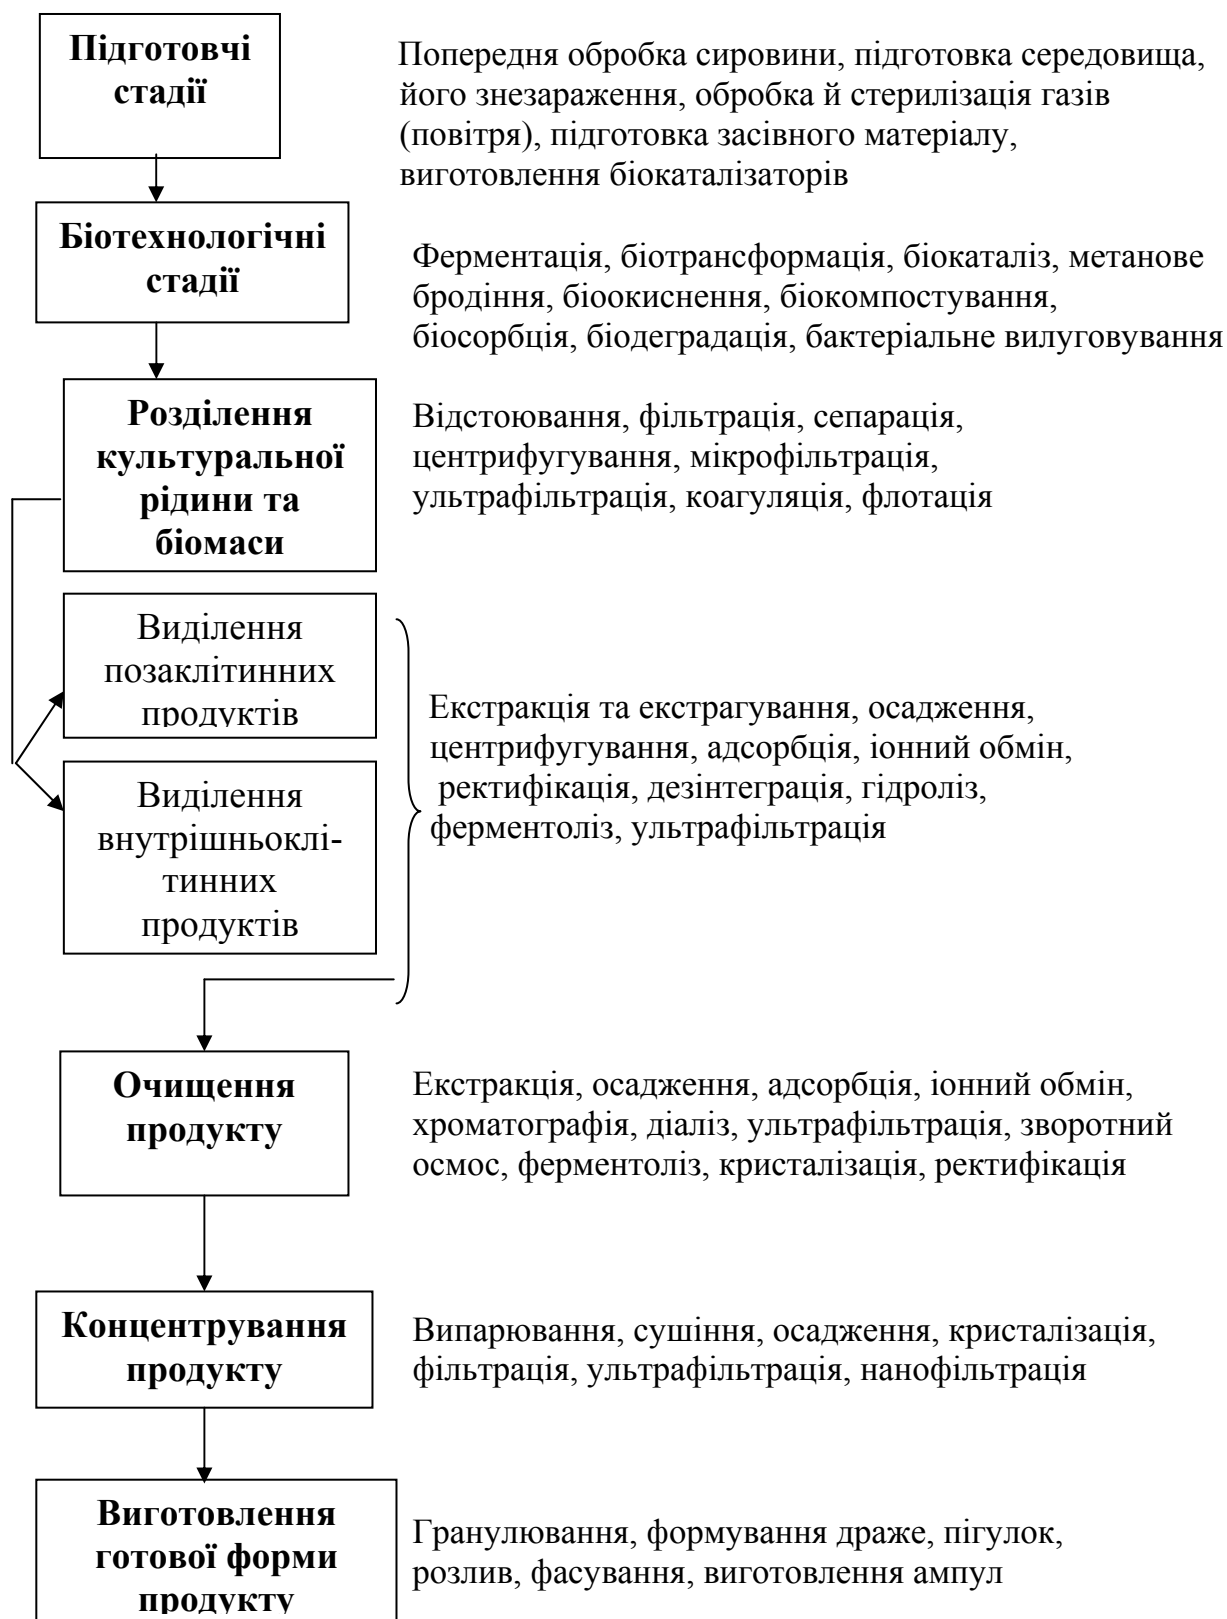 Підготовчі
стадії
Попередня обробка сировини, підготовка середовища,
його знезараження, обробка й стерилізація газів
(повітря), підготовка засівного матеріалу,
виготовлення біокаталізаторів
Біотехнологічні
стадії
Ферментація, біотрансформація, біокаталіз, метанове
бродіння, біоокиснення, біокомпостування,
біосорбція, біодеградація, бактеріальне вилуговування
Розділення
культуральної
рідини та
біомаси
Відстоювання, фільтрація, сепарація,
центрифугування, мікрофільтрація,
ультрафільтрація, коагуляція, флотація
Виділення
позаклітинних
продуктів
Виділення
внутрішньоклі-
тинних
продуктів
Екстракція та екстрагування, осадження,
центрифугування, адсорбція, іонний обмін,
ректифікація, дезінтеграція, гідроліз,
ферментоліз, ультрафільтрація
Очищення
продукту
Екстракція, осадження, адсорбція, іонний обмін,
хроматографія, діаліз, ультрафільтрація, зворотний
осмос, ферментоліз, кристалізація, ректифікація
Концентрування
продукту
Випарювання, сушіння, осадження, кристалізація,
фільтрація, ультрафільтрація, нанофільтрація
Виготовлення
готової форми
продукту
Гранулювання, формування драже, пігулок,
розлив, фасування, виготовлення ампул